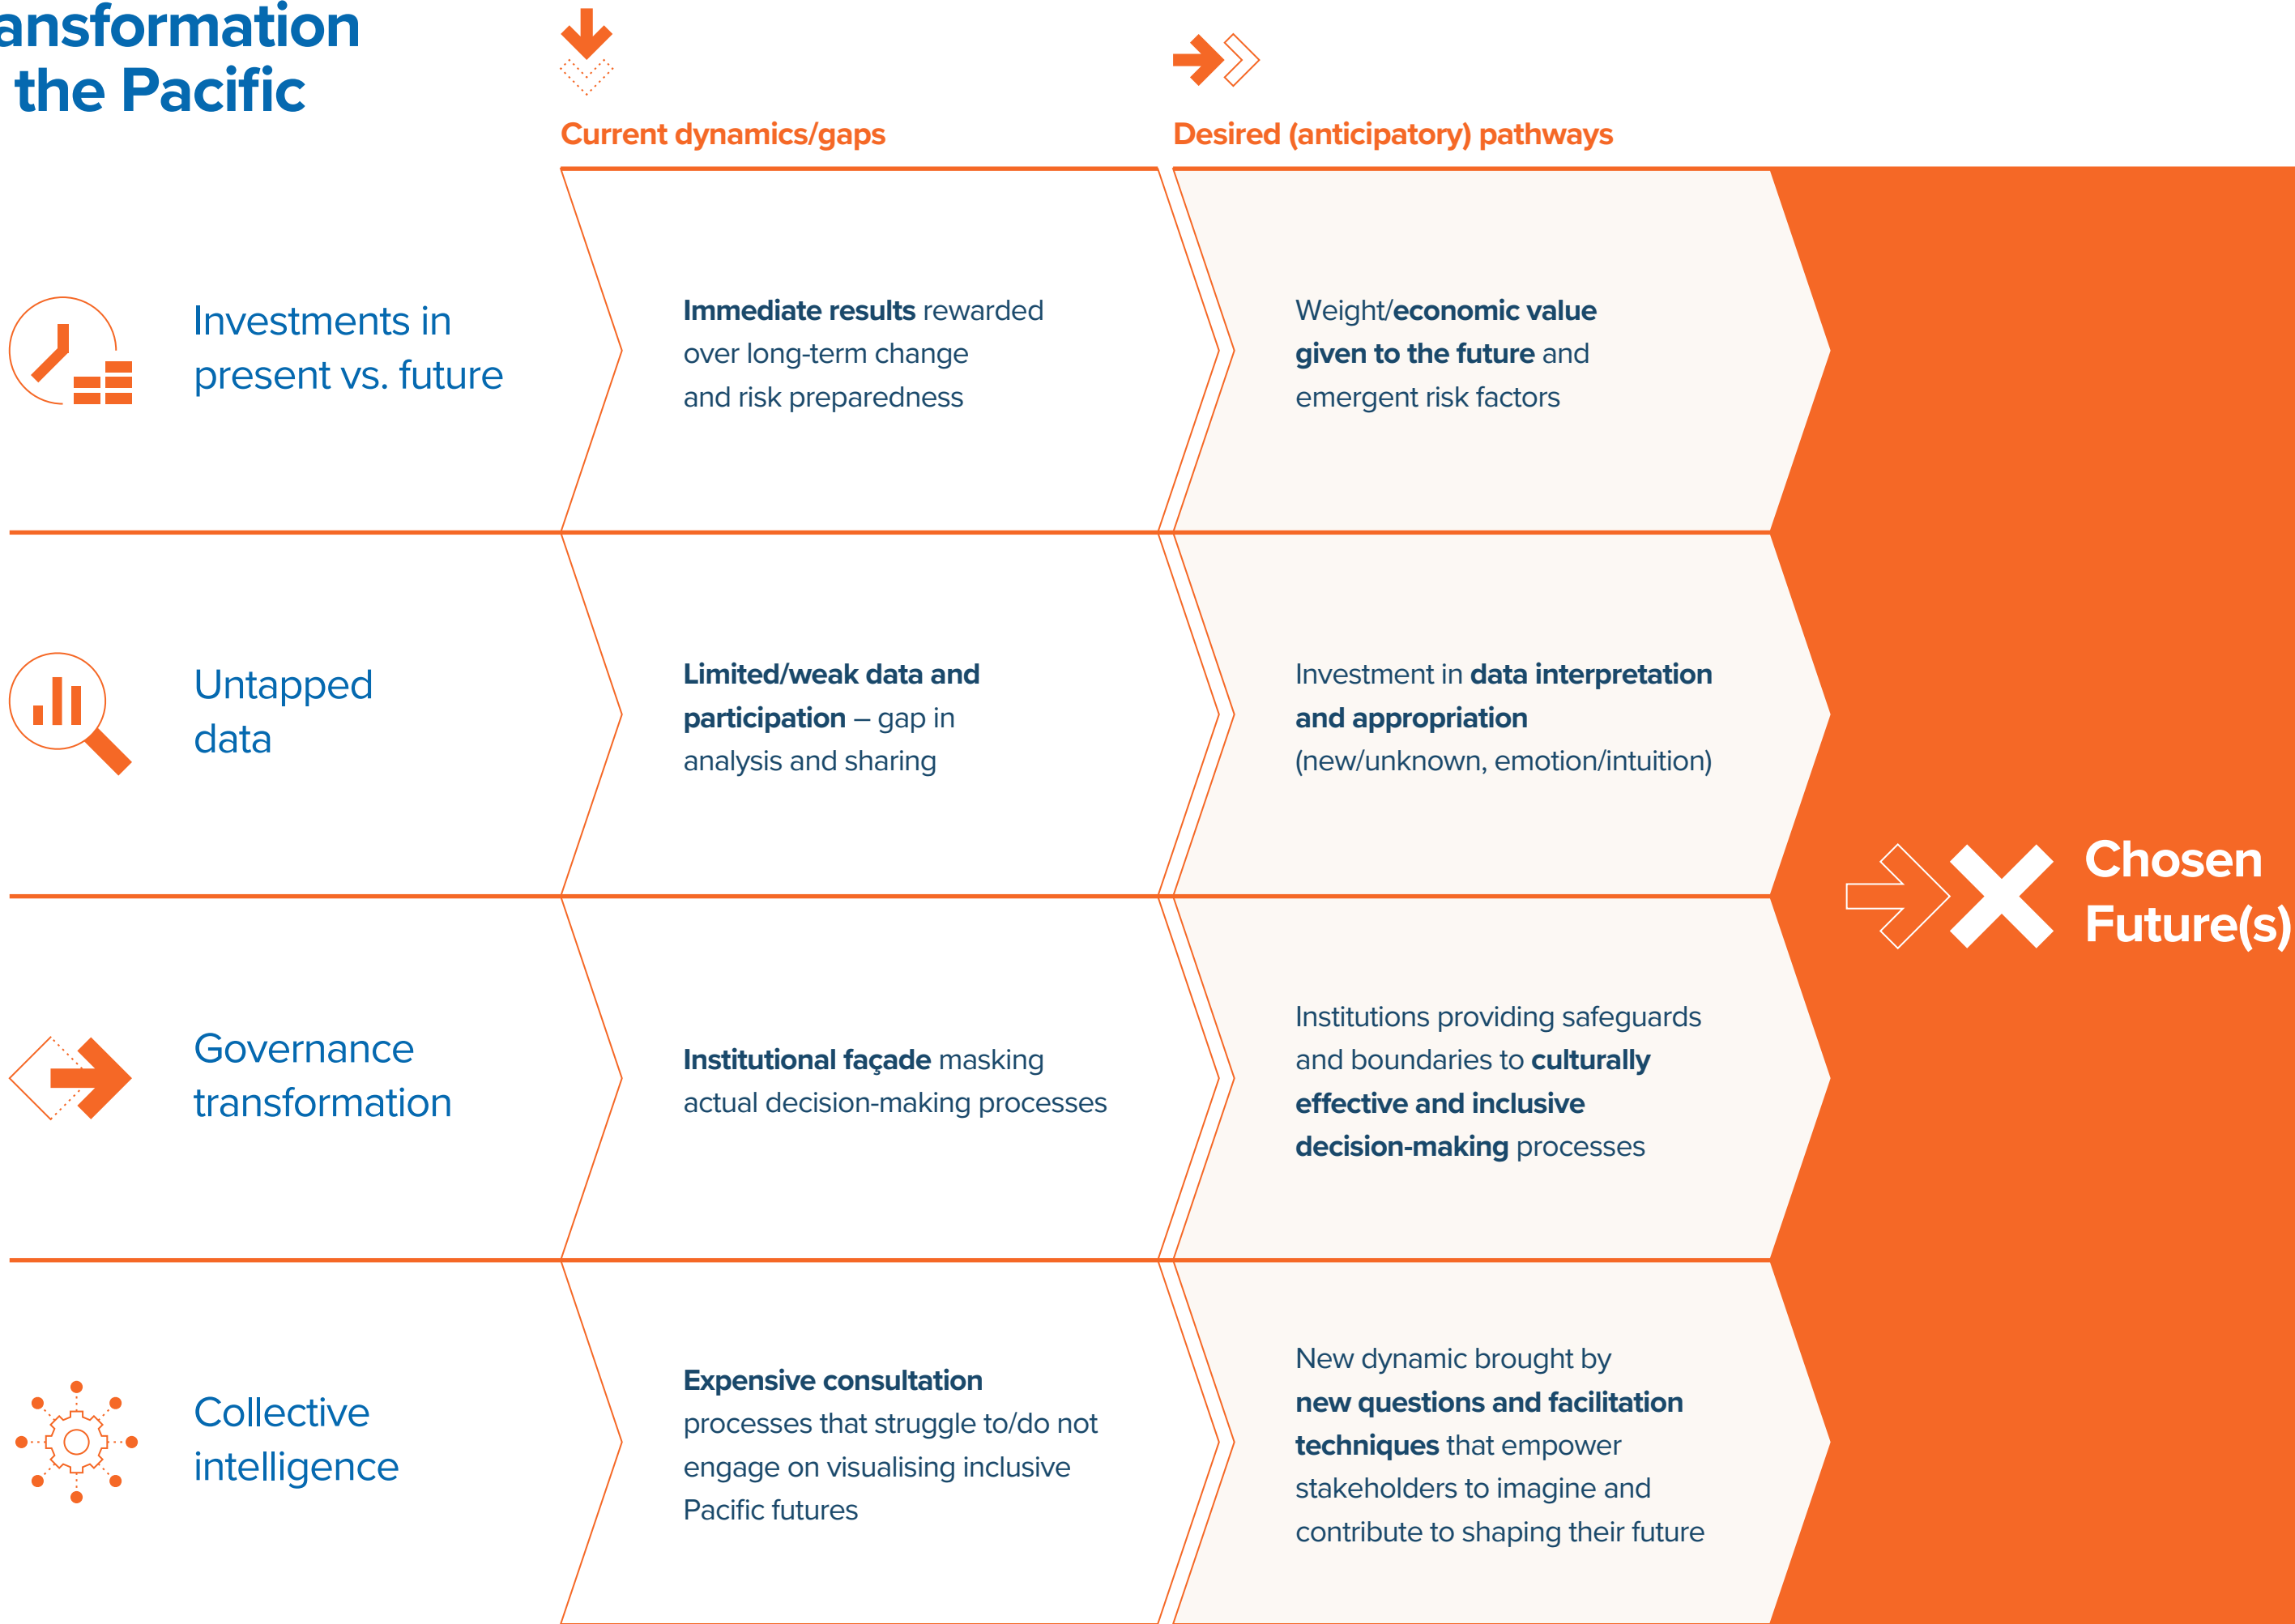 ansformation
the Pacific
Current dynamics/gaps
Desired (anticipatory) pathways
Investments in
present vs. future
Immediate results rewarded
over long-term change
and risk preparedness
Weight/economic value
given to the future and
emergent risk factors
Untapped
data
Limited/weak data and
participation – gap in
analysis and sharing
Investment in data interpretation
and appropriation
(new/unknown, emotion/intuition)
Governance
transformation
Institutional façade masking
actual decision-making processes
Institutions providing safeguards
and boundaries to culturally
effective and inclusive
decision-making processes
Collective
intelligence
Expensive consultation
processes that struggle to/do not
engage on visualising inclusive
Pacific futures
New dynamic brought by
new questions and facilitation
techniques that empower
stakeholders to imagine and
contribute to shaping their future
Chosen
Future(s)